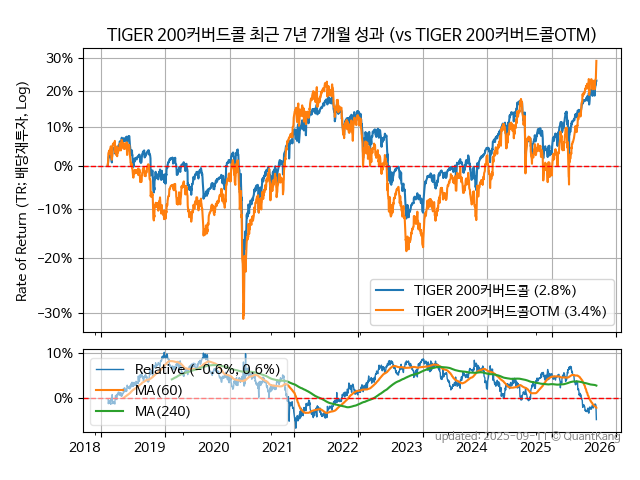 TIGER 200커버드콜 최근 7년 7개월 성과 (vs TIGER 200커버드콜OTM)
Rate of Return (TR: 배당재투자, Log)
30%
20%
10%
0%
−10%
−20%
−30%
TIGER 200커버드콜 (2.8%)
TIGER 200커버드콜OTM (3.4%)
10%
0%
Relative (−0.6%, 0.6%)
MA(60)
MA(240)
updated: 2025-09-11 © QuantKang
2018 2019 2020 2021 2022 2023 2024 2025 2026